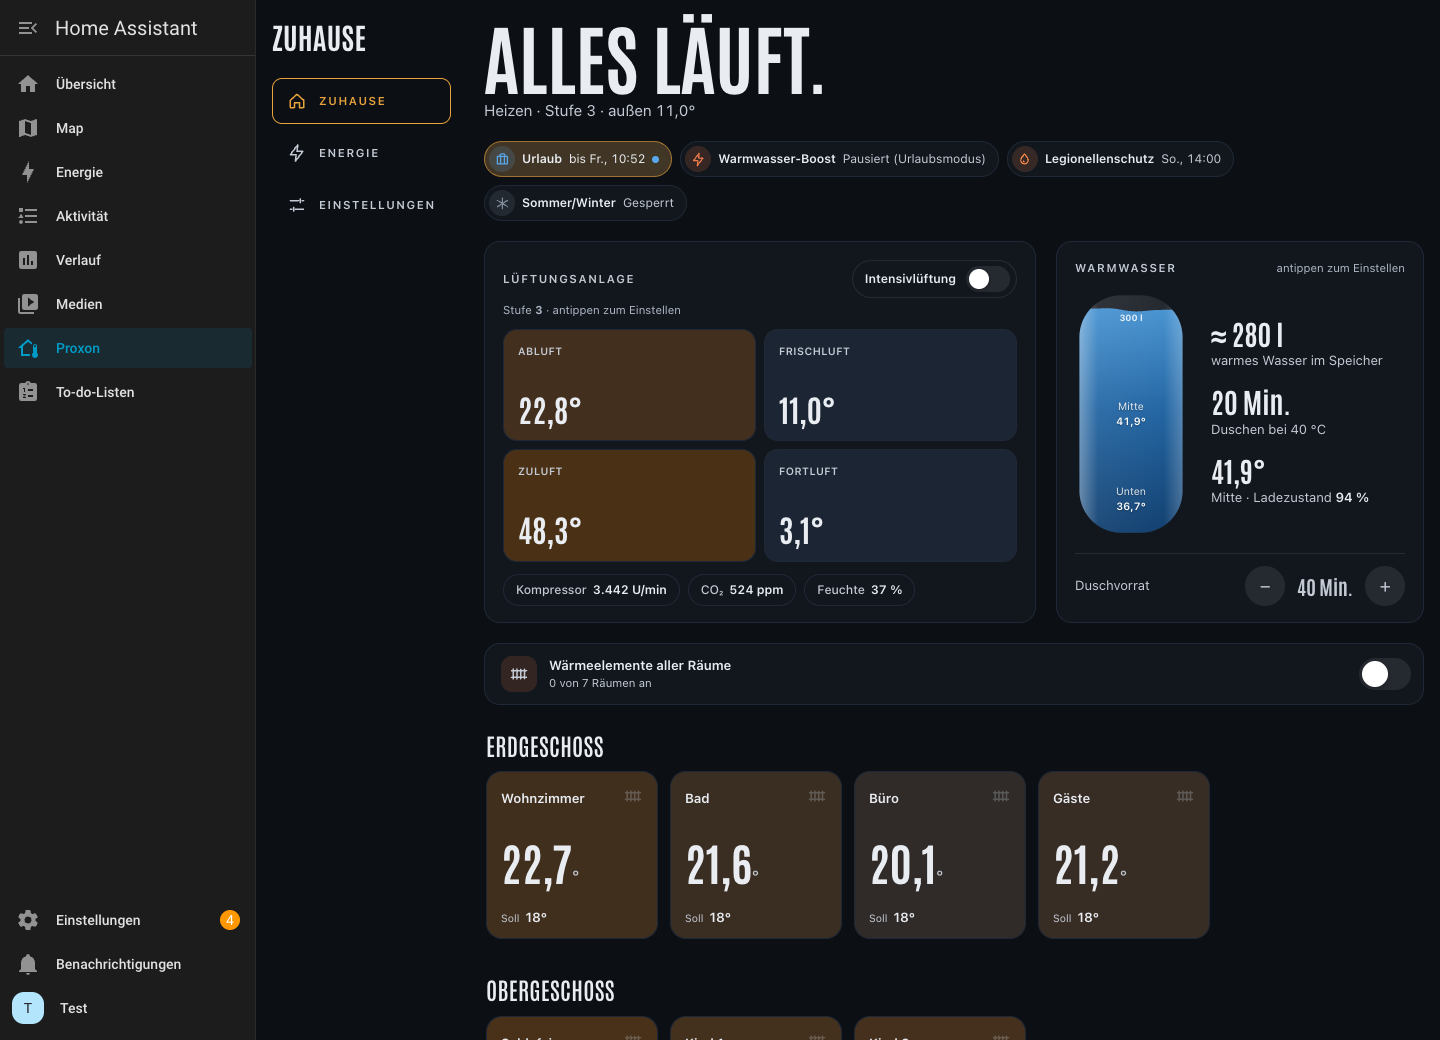 Home Assistant
Übersicht
Map
Energie
Aktivität
Verlauf
Medien
Proxon
To-do-Listen
Einstellungen 4
Benachrichtigungen
T Test
ZUHAUSE
ZUHAUSE
ENERGIE
EINSTELLUNGEN
ALLES LÄUFT.
Heizen · Stufe 3 · außen 11,0°
Urlaub bis Fr., 10:52
Warmwasser-Boost Pausiert (Urlaubsmodus)
Legionellenschutz So., 14:00
Sommer/Winter Gesperrt
LÜFTUNGSANLAGE
Intensivlüftung
Stufe 3 · antippen zum Einstellen
ABLUFT
22,8°
FRISCHLUFT
11,0°
ZULUFT
48,3°
FORTLUFT
3,1°
Kompressor 3.442 U/min
CO₂ 524 ppm
Feuchte 37 %
WARMWASSER
antippen zum Einstellen
300 l
Mitte
41,9°
Unten
36,7°
≈ 280 l
warmes Wasser im Speicher
20 Min.
Duschen bei 40 °C
41,9°
Mitte · Ladezustand 94 %
Duschvorrat
− 40 Min. +
Wärmeelemente aller Räume
0 von 7 Räumen an
ERDGESCHOSS
Wohnzimmer
22,7°
Soll 18°
Bad
21,6°
Soll 18°
Büro
20,1°
Soll 18°
Gäste
21,2°
Soll 18°
OBERGESCHOSS